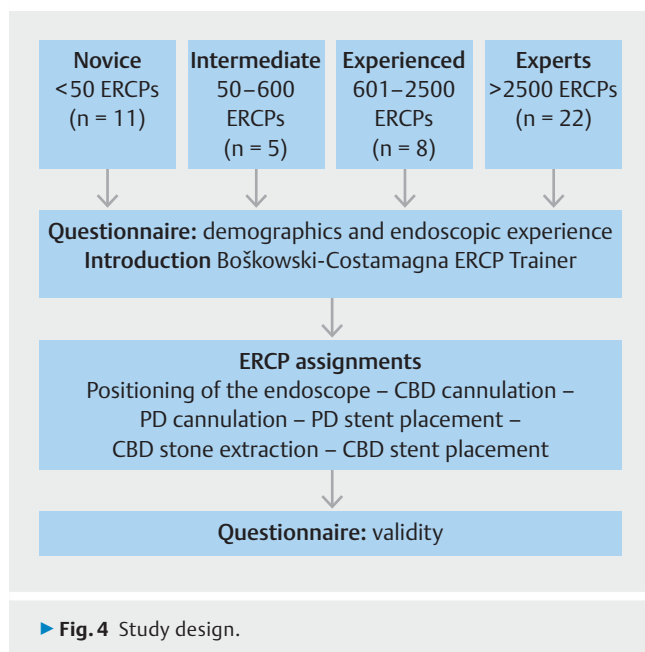 Novice
<50 ERCPs
(n = 11)
Intermediate
50–600
ERCPs
(n = 5)
Experienced
601–2500
ERCPs
(n = 8)
Experts
>2500 ERCPs
(n = 22)
Questionnaire: demographics and endoscopic experience
Introduction Boškowski-Costamagna ERCP Trainer
ERCP assignments
Positioning of the endoscope – CBD cannulation –
PD cannulation – PD stent placement –
CBD stone extraction – CBD stent placement
Questionnaire: validity
▶ Fig. 4 Study design.